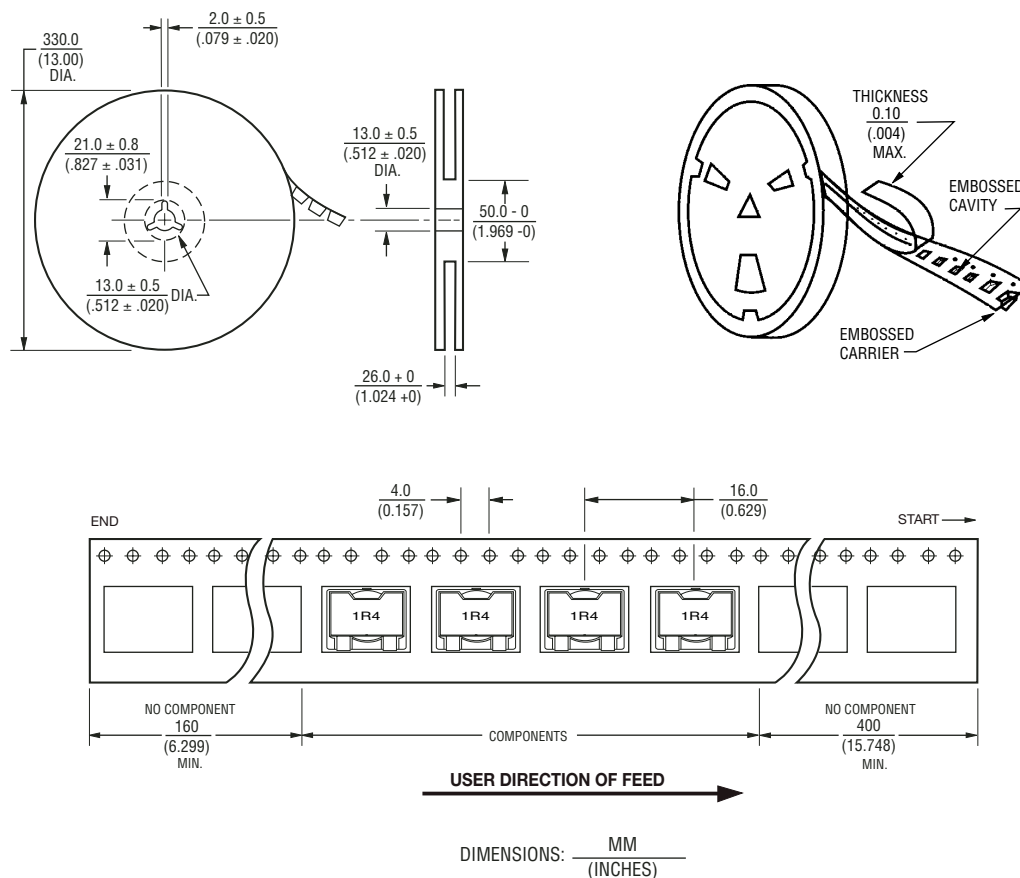 2.0 ± 0.5
(.079 ± .020)
330.0
(13.00)
DIA.
21.0 ± 0.8
(.827 ± .031)
13.0 ± 0.5
(.512 ± .020)
DIA.
13.0 ± 0.5
(.512 ± .020)
DIA.
50.0 - 0
(1.969 -0)
26.0 + 0
(1.024 +0)
THICKNESS
0.10
(.004)
MAX.
EMBOSSED
CAVITY
EMBOSSED
CARRIER
4.0
(0.157)
16.0
(0.629)
END
START
1R4
1R4
1R4
1R4
NO COMPONENT
160
(6.299)
MIN.
COMPONENTS
NO COMPONENT
400
(15.748)
MIN.
USER DIRECTION OF FEED
DIMENSIONS: MM
(INCHES)